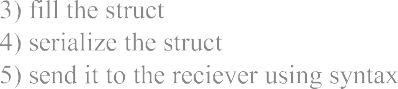 3) fill the struct
4) serialize the struct
5) send it to the reciever using syntax